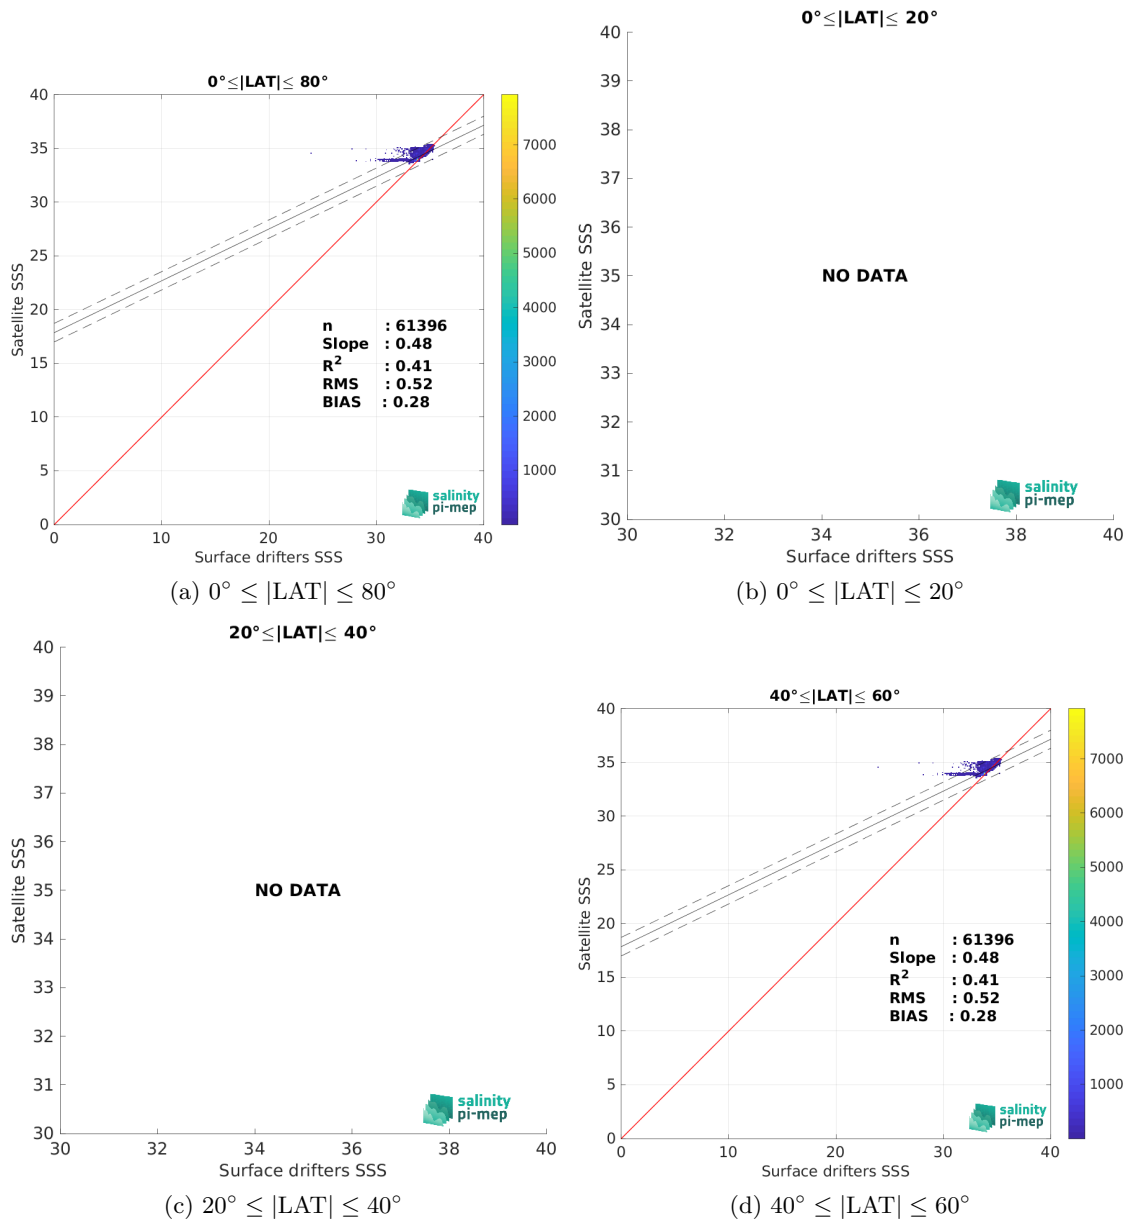 0°≤|LAT|≤ 80°
40
35
30
25
20
15
10
5
0
Satellite SSS
n : 61396
Slope : 0.48
R² : 0.41
RMS : 0.52
BIAS : 0.28
salinity
pi-mep
0 10 20 30 40
Surface drifters SSS
7000
6000
5000
4000
3000
2000
1000
(a) 0° ≤ |LAT| ≤ 80°
0°≤|LAT|≤ 20°
40
39
38
37
36
35
34
33
32
31
30
Satellite SSS
NO DATA
salinity
pi-mep
30 32 34 36 38 40
Surface drifters SSS
(b) 0° ≤ |LAT| ≤ 20°
20°≤|LAT|≤ 40°
40
39
38
37
36
35
34
33
32
31
30
Satellite SSS
NO DATA
salinity
pi-mep
30 32 34 36 38 40
Surface drifters SSS
(c) 20° ≤ |LAT| ≤ 40°
40°≤|LAT|≤ 60°
40
35
30
25
20
15
10
5
0
Satellite SSS
n : 61396
Slope : 0.48
R² : 0.41
RMS : 0.52
BIAS : 0.28
salinity
pi-mep
0 10 20 30 40
Surface drifters SSS
7000
6000
5000
4000
3000
2000
1000
(d) 40° ≤ |LAT| ≤ 60°